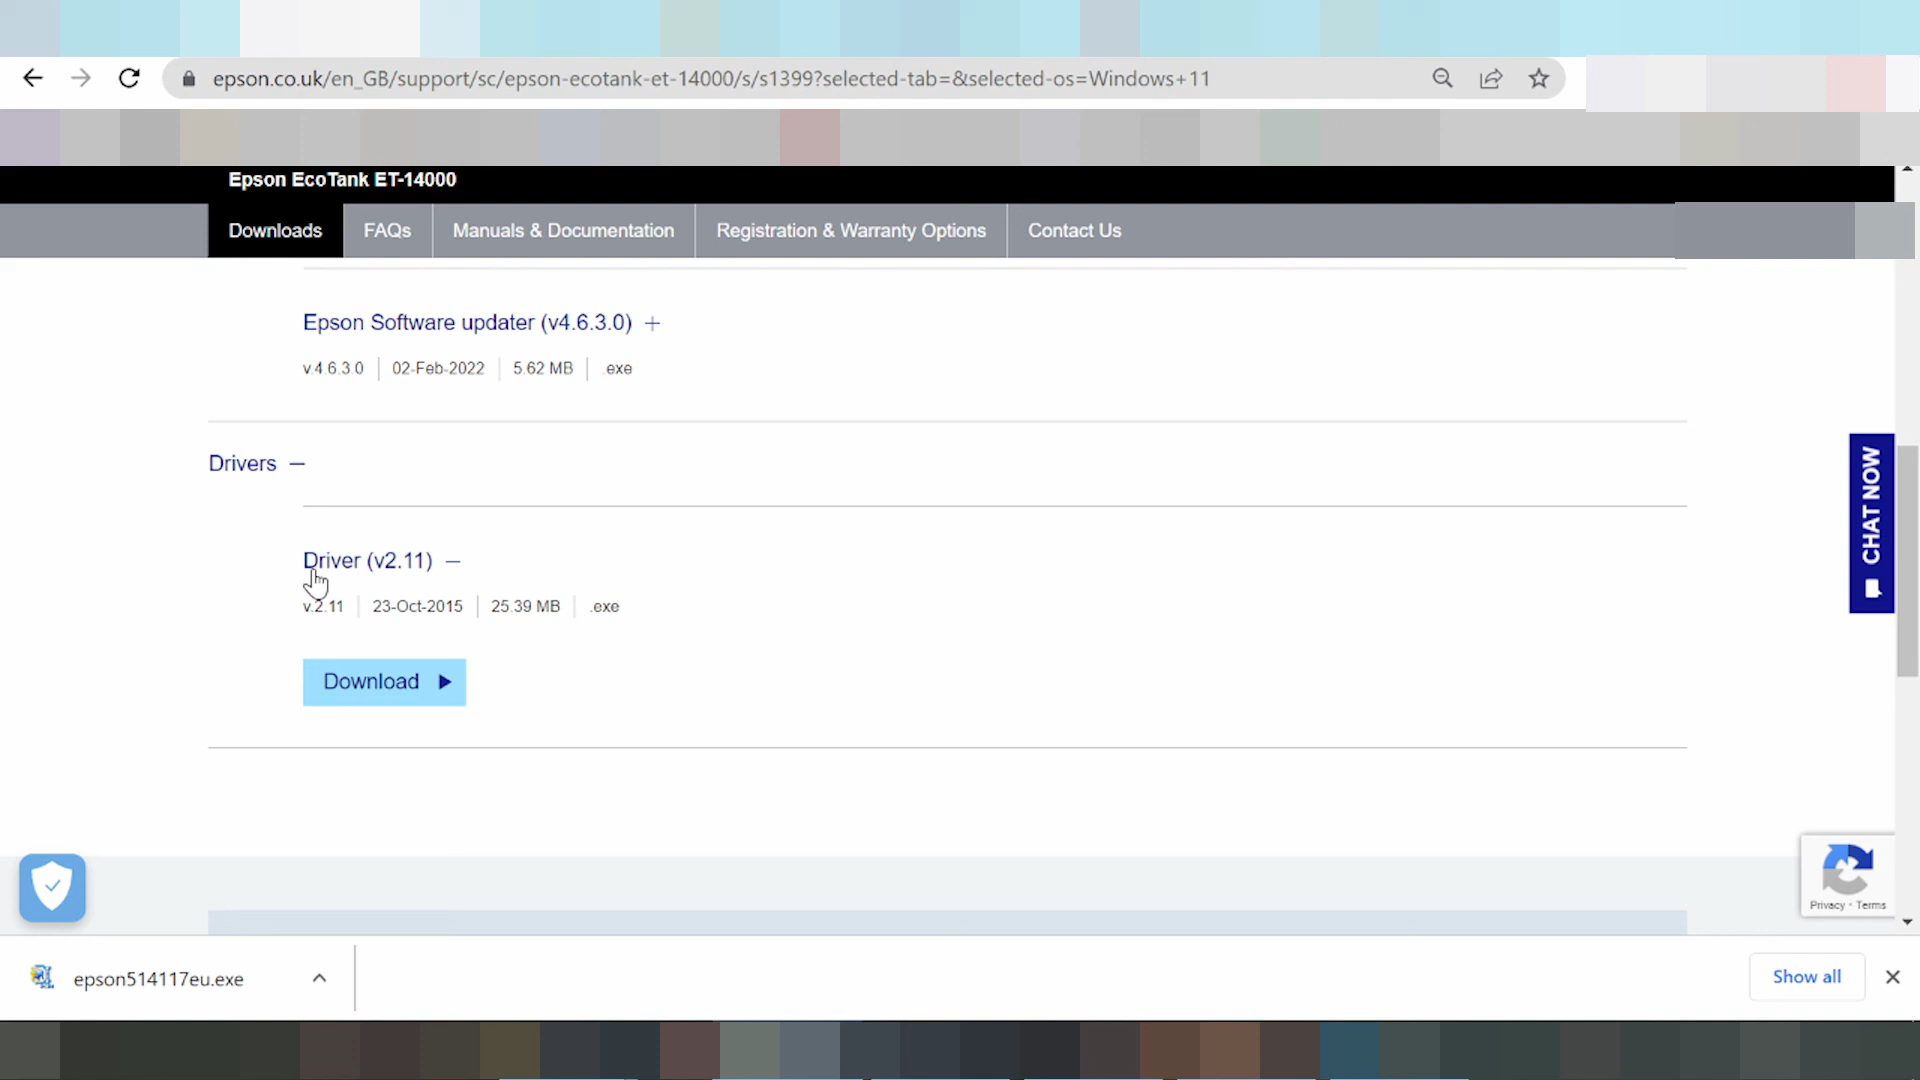 epson.co.uk/en_GB/support/sc/epson-ecotank-et-14000/s/s1399?selected-tab=&selected-os=Windows+11
Epson EcoTank ET-14000
Downloads FAQs Manuals & Documentation Registration & Warranty Options Contact Us
Epson Software updater (v4.6.3.0) +
v.4.6.3.0 02-Feb-2022 5.62 MB .exe
Drivers –
Driver (v2.11) –
v.2.11 23-Oct-2015 25.39 MB .exe
Download
CHAT NOW
Privacy - Terms
epson514117eu.exe
Show all